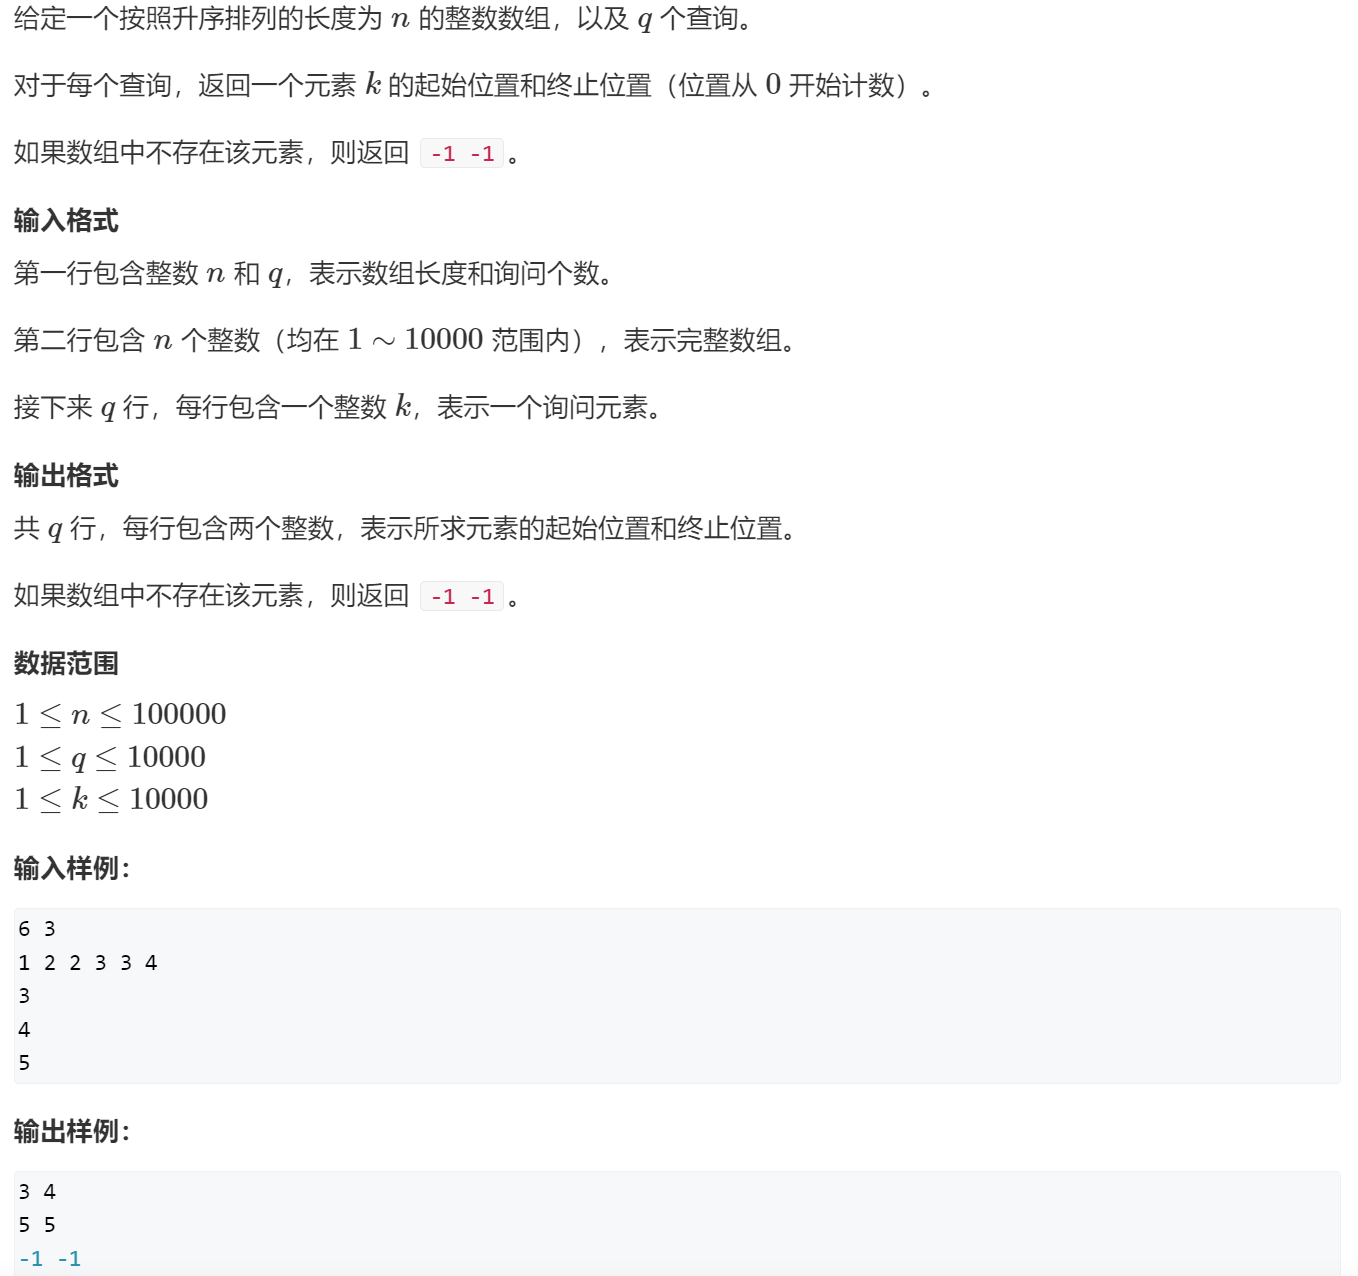 给定一个按照升序排列的长度为 n 的整数数组，以及 q 个查询。
对于每个查询，返回一个元素 k 的起始位置和终止位置（位置从 0 开始计数）。
如果数组中不存在该元素，则返回 -1 -1 。
输入格式
第一行包含整数 n 和 q，表示数组长度和询问个数。
第二行包含 n 个整数（均在 1 ∼ 10000 范围内），表示完整数组。
接下来 q 行，每行包含一个整数 k，表示一个询问元素。
输出格式
共 q 行，每行包含两个整数，表示所求元素的起始位置和终止位置。
如果数组中不存在该元素，则返回 -1 -1 。
数据范围
1 ≤ n ≤ 100000
1 ≤ q ≤ 10000
1 ≤ k ≤ 10000
输入样例：
6 3
1 2 2 3 3 4
3
4
5
输出样例：
3 4
5 5
-1 -1